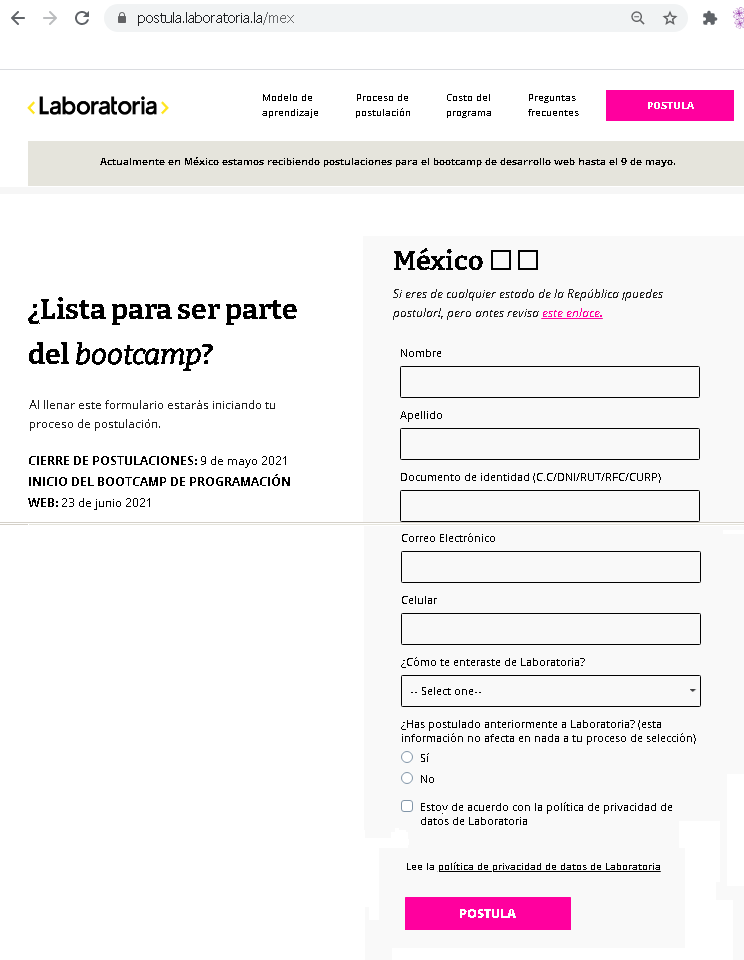 postula.laboratoria.la/mex
<Laboratoria>
Modelo de
aprendizaje
Proceso de
postulación
Costo del
programa
Preguntas
frecuentes
POSTULA
Actualmente en México estamos recibiendo postulaciones para el bootcamp de desarrollo web hasta el 9 de mayo.
¿Lista para ser parte
del bootcamp?
Al llenar este formulario estarás iniciando tu
proceso de postulación.
CIERRE DE POSTULACIONES: 9 de mayo 2021
INICIO DEL BOOTCAMP DE PROGRAMACIÓN
WEB: 23 de junio 2021
México
Si eres de cualquier estado de la República ¡puedes
postular!, pero antes revisa este enlace.
Nombre
Apellido
Documento de identidad (C.C/DNI/RUT/RFC/CURP)
Correo Electrónico
Celular
¿Cómo te enteraste de Laboratoria?
-- Select one--
¿Has postulado anteriormente a Laboratoria? (esta
información no afecta en nada a tu proceso de selección)
Sí
No
Estoy de acuerdo con la política de privacidad de
datos de Laboratoria
Lee la política de privacidad de datos de Laboratoria
POSTULA